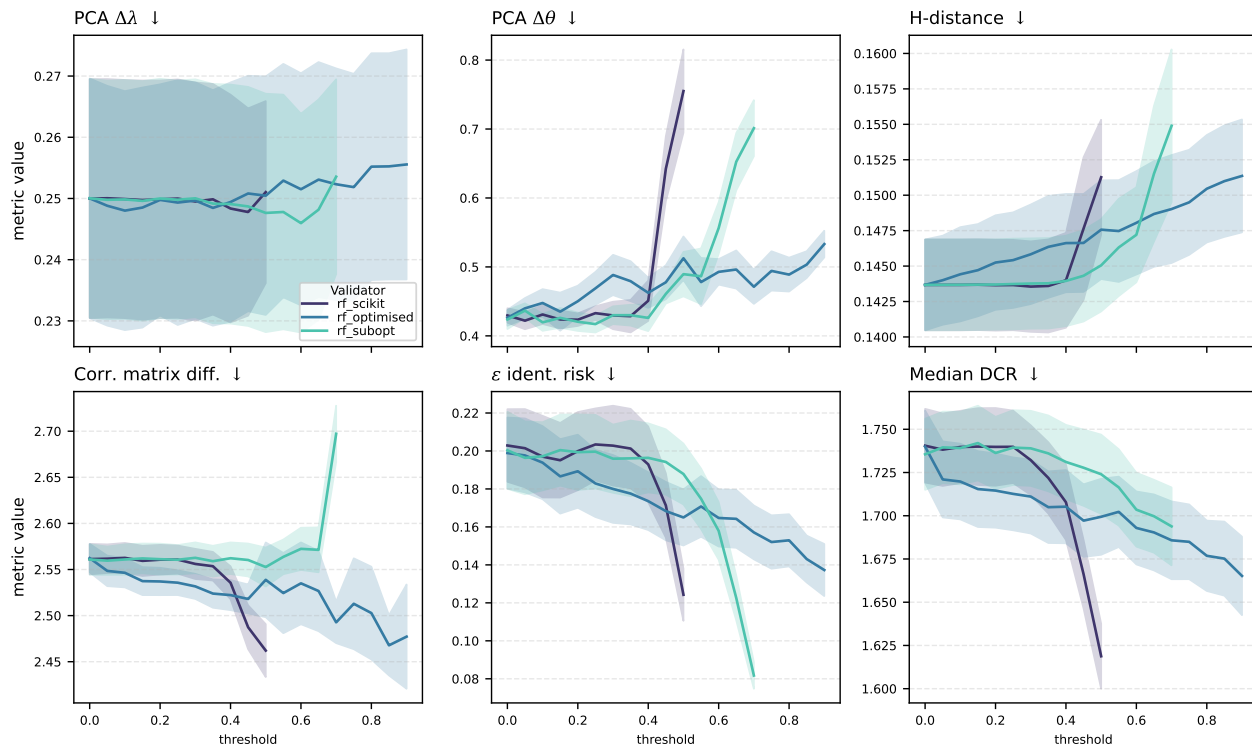 PCA Δλ ↓
PCA Δθ ↓
H-distance ↓
metric value
0.27
0.26
0.25
0.24
0.23
Validator
rf_scikit
rf_optimised
rf_subopt
0.8
0.7
0.6
0.5
0.4
0.1600
0.1575
0.1550
0.1525
0.1500
0.1475
0.1450
0.1425
0.1400
Corr. matrix diff. ↓
ε ident. risk ↓
Median DCR ↓
metric value
2.70
2.65
2.60
2.55
2.50
2.45
0.22
0.20
0.18
0.16
0.14
0.12
0.10
0.08
1.750
1.725
1.700
1.675
1.650
1.625
1.600
0.0 0.2 0.4 0.6 0.8
threshold
0.0 0.2 0.4 0.6 0.8
threshold
0.0 0.2 0.4 0.6 0.8
threshold